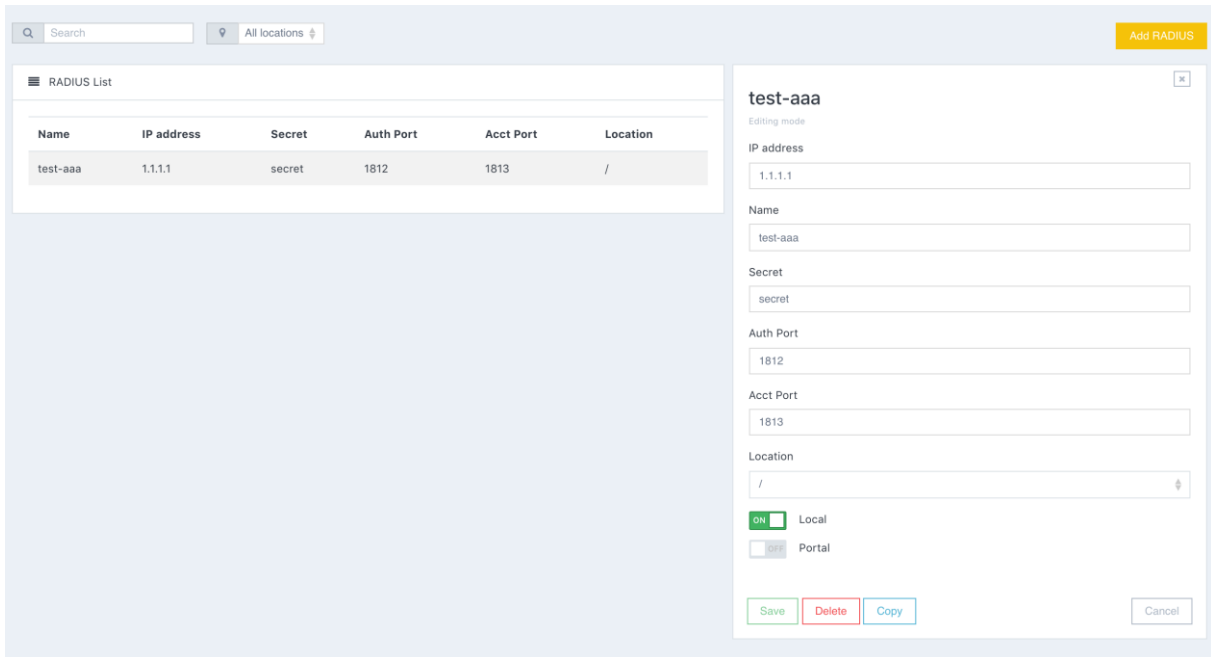 Search
All locations
Add RADIUS
RADIUS List
Name IP address Secret Auth Port Acct Port Location
test-aaa 1.1.1.1 secret 1812 1813 /
test-aaa
Editing mode
IP address
1.1.1.1
Name
test-aaa
Secret
secret
Auth Port
1812
Acct Port
1813
Location
/
ON Local
OFF Portal
Save Delete Copy Cancel